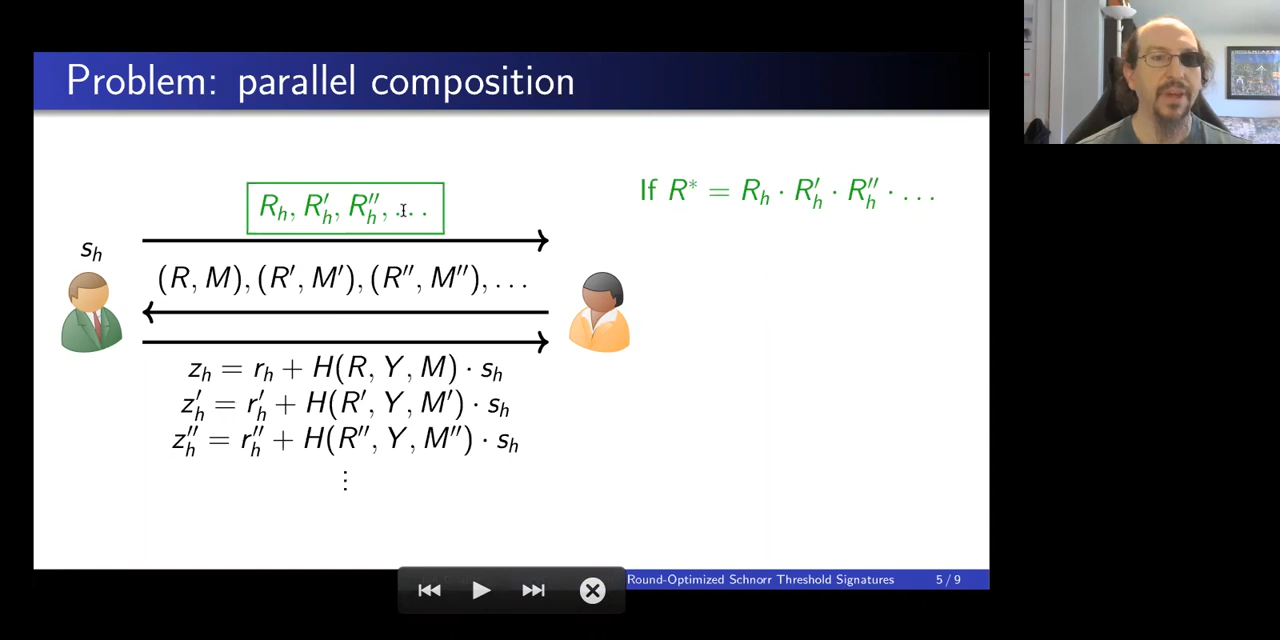 Problem: parallel composition
R_h, R'_h, R''_h, . . .
If R* = R_h · R'_h · R''_h · . . .
s_h
(R, M), (R', M'), (R'', M''), . . .
z_h = r_h + H(R, Y, M) · s_h
z'_h = r'_h + H(R', Y, M') · s_h
z''_h = r''_h + H(R'', Y, M'') · s_h
⋮
Round-Optimized Schnorr Threshold Signatures 5 / 9